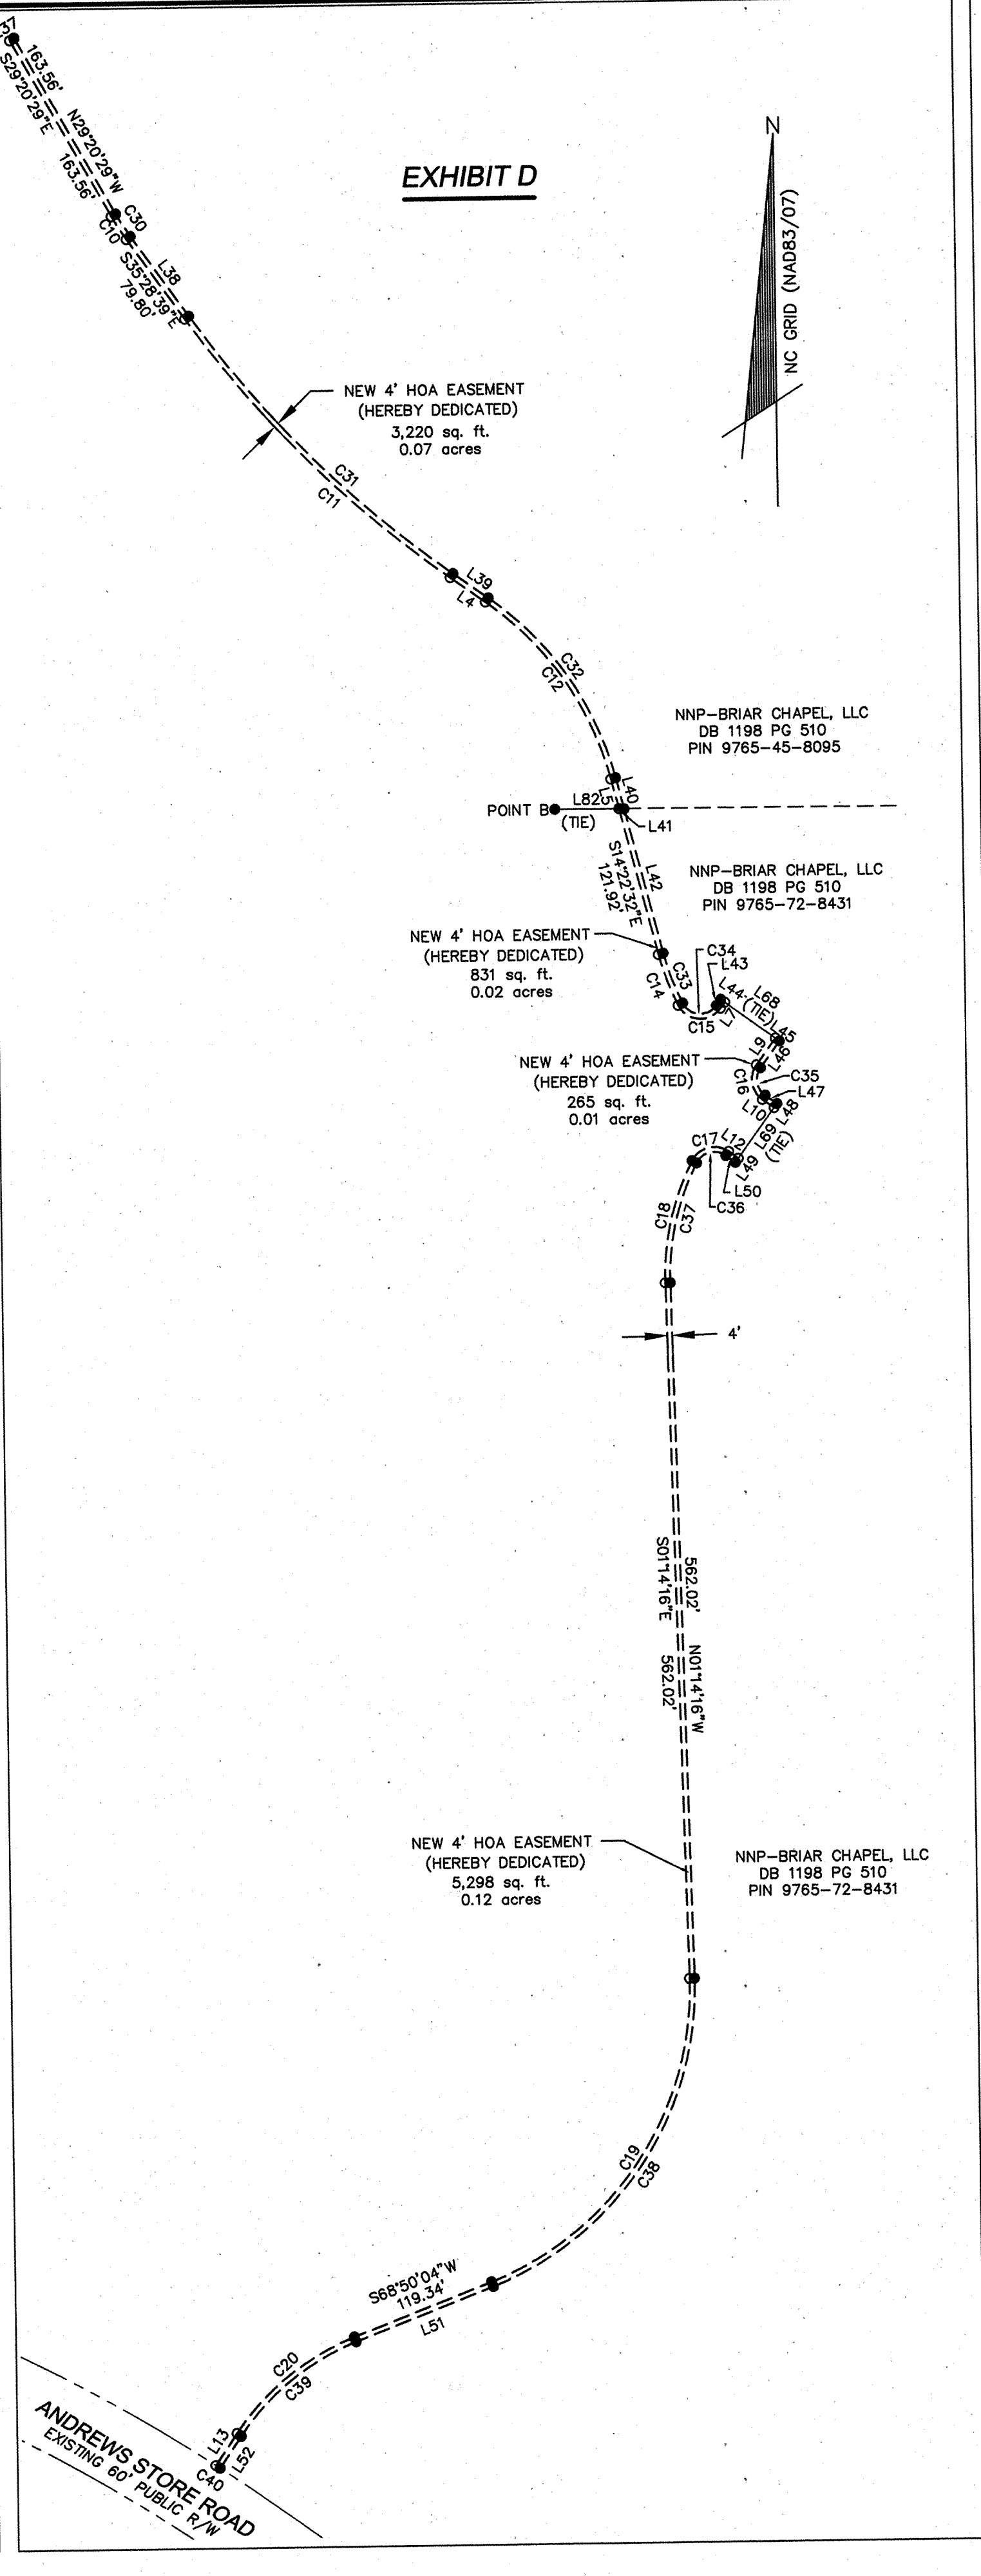 37
163.56'
S29°20'29"E
N29°20'29"W
163.56'
EXHIBIT D
N
NC GRID (NAD83/07)
C30
C10
L38
S35°28'39"E
79.80'
NEW 4' HOA EASEMENT
(HEREBY DEDICATED)
3,220 sq. ft.
0.07 acres
C31
C11
L39
L4
C32
C12
NNP-BRIAR CHAPEL, LLC
DB 1198 PG 510
PIN 9765-45-8095
L40
L5
L82
POINT B
(TIE)
L41
S14°22'32"E
121.92'
L42
NNP-BRIAR CHAPEL, LLC
DB 1198 PG 510
PIN 9765-72-8431
NEW 4' HOA EASEMENT
(HEREBY DEDICATED)
831 sq. ft.
0.02 acres
C34
L43
C33
C14
L44
L68
(TIE)
L7
C15
L45
L9
L46
NEW 4' HOA EASEMENT
(HEREBY DEDICATED)
265 sq. ft.
0.01 acres
C35
C16
L47
L10
L48
L69
(TIE)
C17
L12
L49
L50
C36
C18
C37
4'
562.02'
S01°14'16"E
N01°14'16"W
562.02'
NEW 4' HOA EASEMENT
(HEREBY DEDICATED)
5,298 sq. ft.
0.12 acres
NNP-BRIAR CHAPEL, LLC
DB 1198 PG 510
PIN 9765-72-8431
C19
C38
S68°50'04"W
119.34'
L51
C20
C39
L13
L52
C40
ANDREWS STORE ROAD
EXISTING 60' PUBLIC R/W